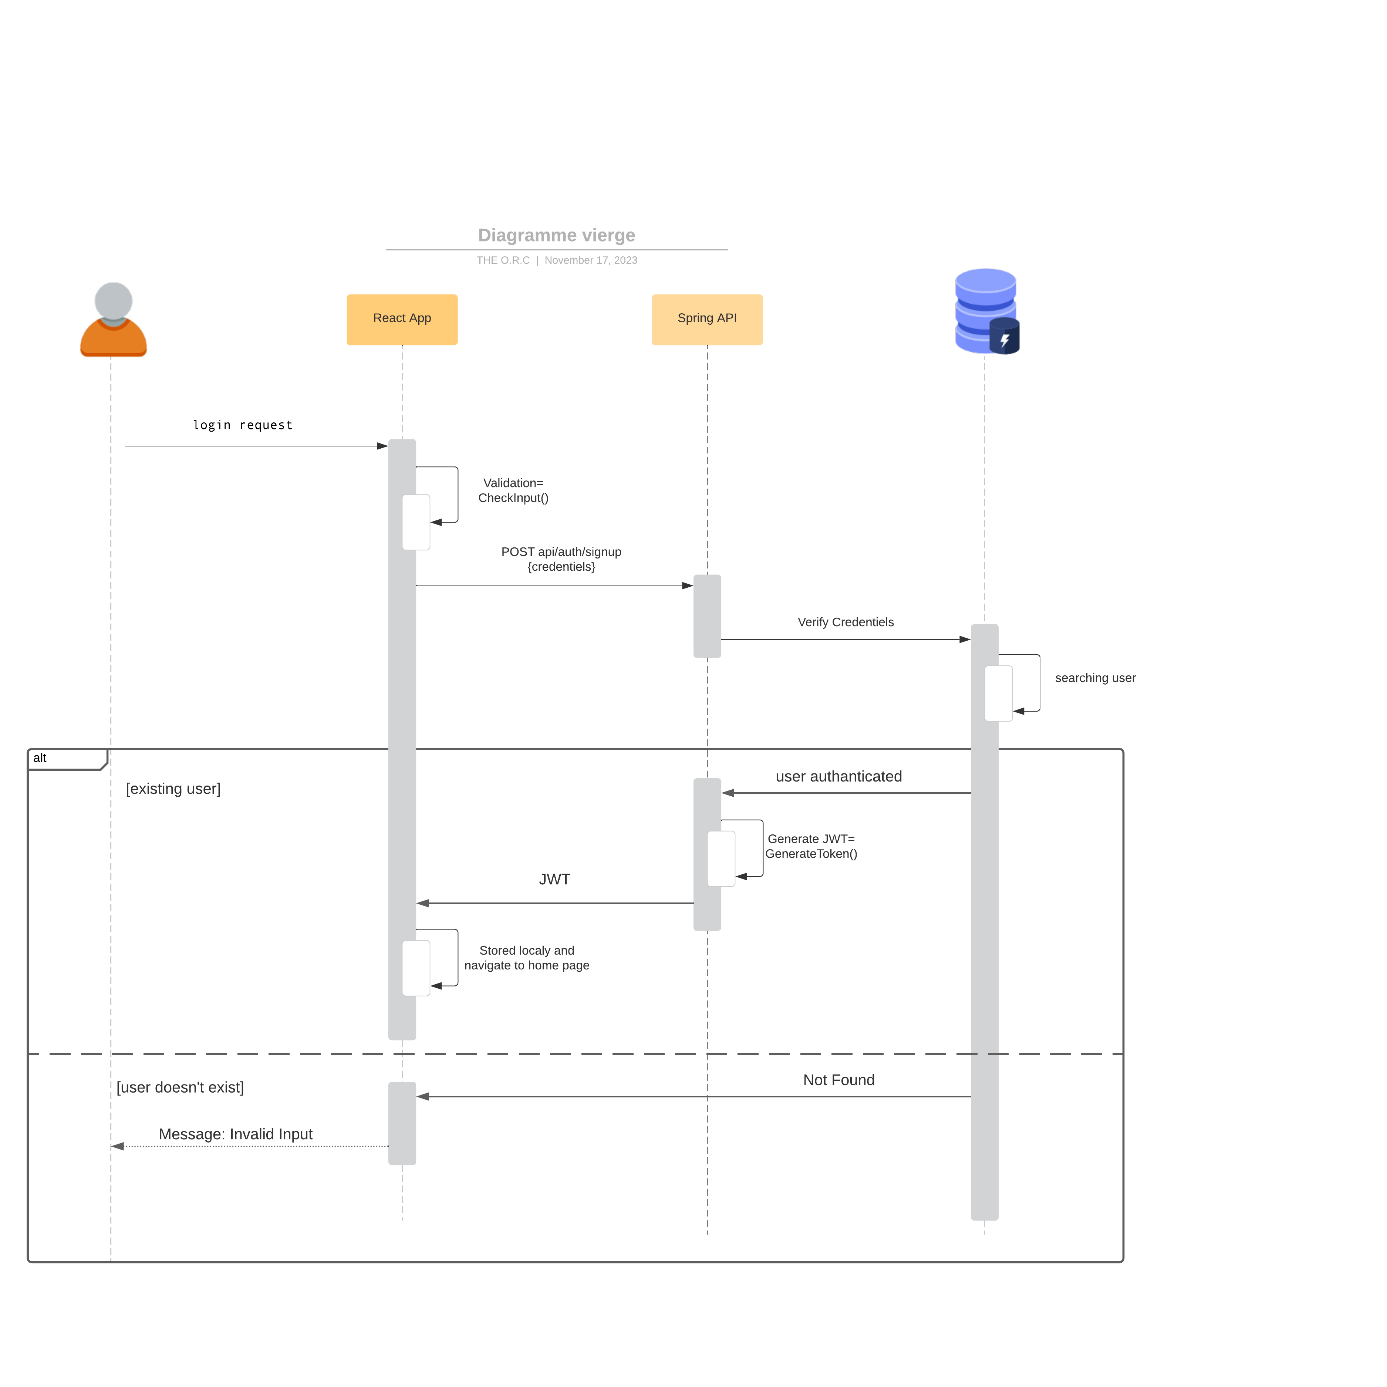 Diagramme vierge
THE O.R.C | November 17, 2023
React App
Spring API
login request
Validation=
CheckInput()
POST api/auth/signup
{credentiels}
Verify Credentiels
searching user
alt
[existing user]
user authanticated
Generate JWT=
GenerateToken()
JWT
Stored localy and
navigate to home page
[user doesn't exist]
Not Found
Message: Invalid Input